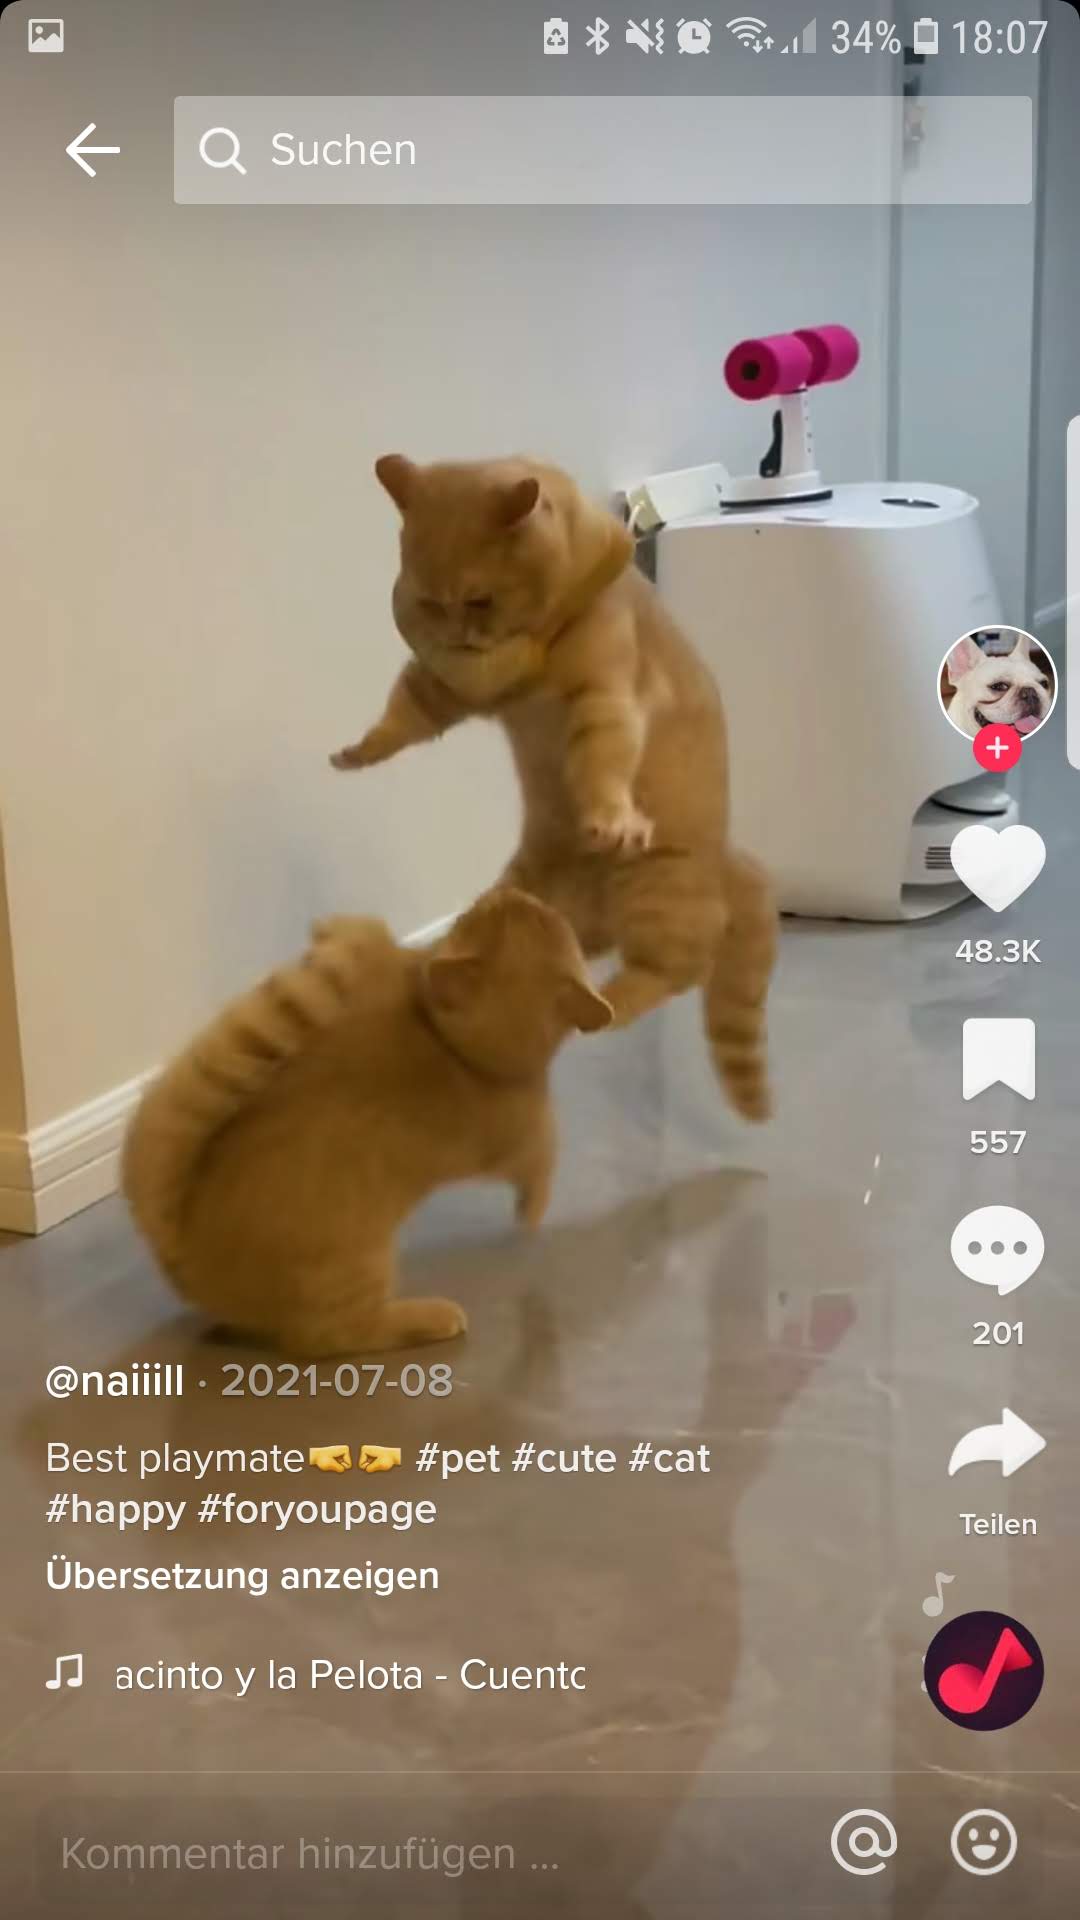 34% 18:07
Suchen
48.3K
557
201
Teilen
@naiiill · 2021-07-08
Best playmate🤜🤛 #pet #cute #cat
#happy #foryoupage
Übersetzung anzeigen
acinto y la Pelota - Cuento
Kommentar hinzufügen ...